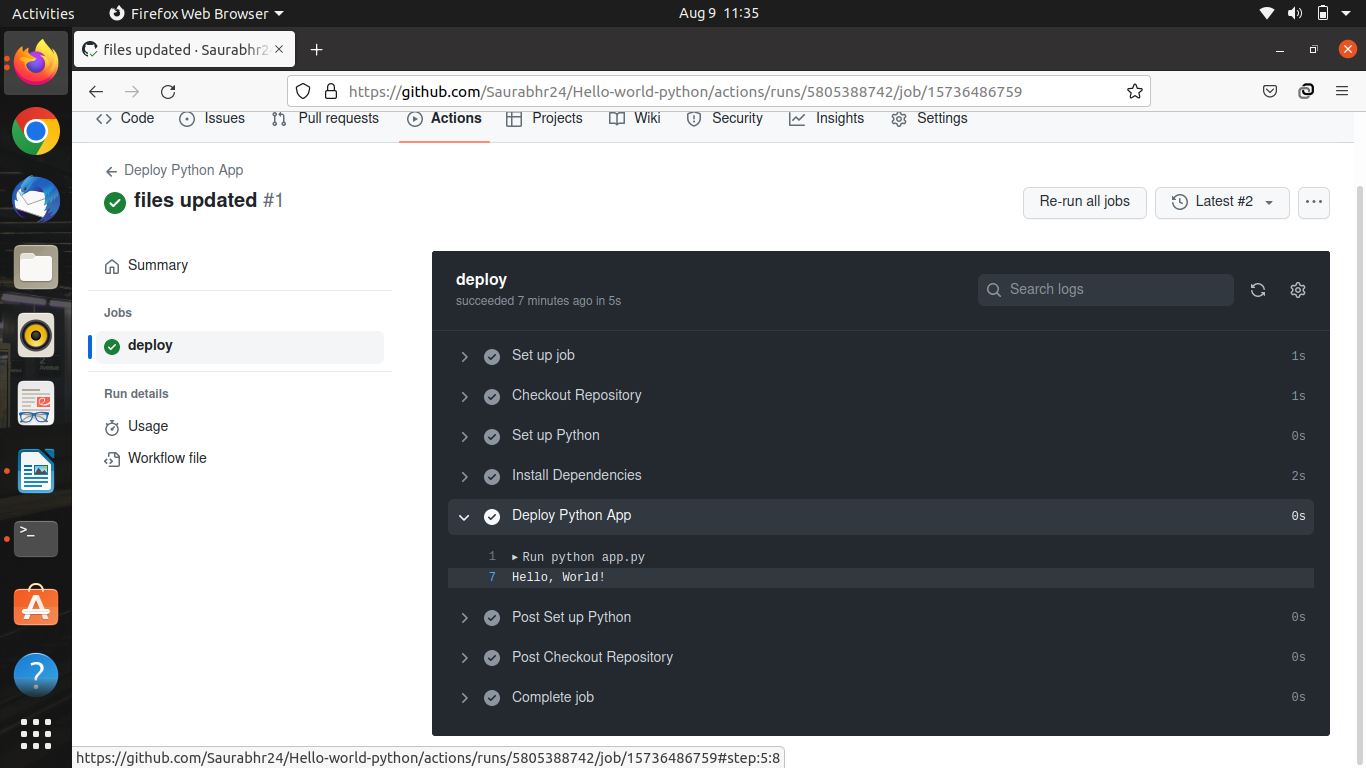 Activities Firefox Web Browser Aug 9 11:35
files updated · Saurabhr2
https://github.com/Saurabhr24/Hello-world-python/actions/runs/5805388742/job/15736486759
Code Issues Pull requests Actions Projects Wiki Security Insights Settings
Deploy Python App
files updated #1
Re-run all jobs Latest #2
Summary
Jobs
deploy
Run details
Usage
Workflow file
deploy
succeeded 7 minutes ago in 5s
Search logs
Set up job 1s
Checkout Repository 1s
Set up Python 0s
Install Dependencies 2s
Deploy Python App 0s
1 Run python app.py
7 Hello, World!
Post Set up Python 0s
Post Checkout Repository 0s
Complete job 0s
https://github.com/Saurabhr24/Hello-world-python/actions/runs/5805388742/job/15736486759#step:5:8